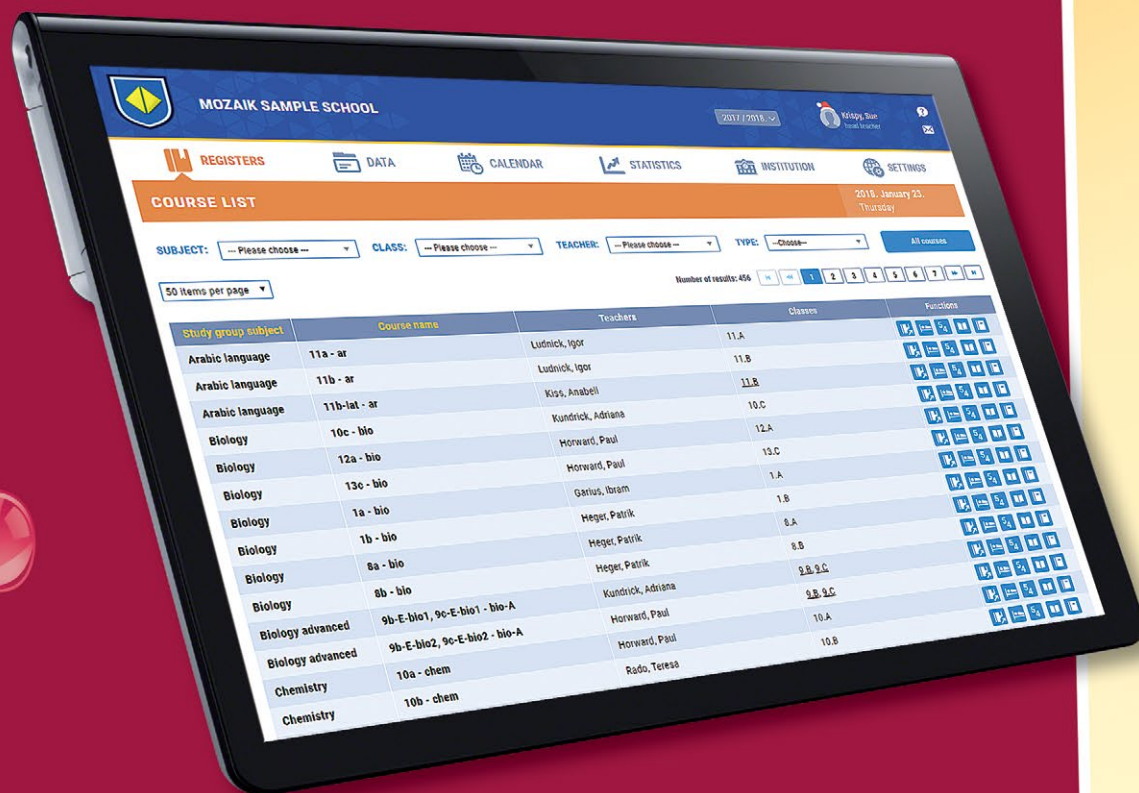 MOZAIK SAMPLE SCHOOL 2017 / 2018. Krispy, Sue
head teacher
REGISTERS DATA CALENDAR STATISTICS INSTITUTION SETTINGS
COURSE LIST 2018. January 23.
Thursday
SUBJECT: --- Please choose --- CLASS: --- Please choose --- TEACHER: --- Please choose --- TYPE: ---Choose--- All courses
50 items per page Number of results: 456 1 2 3 4 5 6 7
Study group subject Course name Teachers Classes Functions
Arabic language 11a - ar Ludnick, Igor 11.A
Arabic language 11b - ar Ludnick, Igor 11.B
Arabic language 11b-lat - ar Kiss, Anabell 11.B
Biology 10c - bio Kundrick, Adriana 10.C
Biology 12a - bio Horward, Paul 12.A
Biology 13c - bio Horward, Paul 13.C
Biology 1a - bio Garius, Ibram 1.A
Biology 1b - bio Heger, Patrik 1.B
Biology 8a - bio Heger, Patrik 8.A
Biology 8b - bio Heger, Patrik 8.B
Biology advanced 9b-E-bio1, 9c-E-bio1 - bio-A Kundrick, Adriana 9.B, 9.C
Biology advanced 9b-E-bio2, 9c-E-bio2 - bio-A Horward, Paul 9.B, 9.C
Chemistry 10a - chem Horward, Paul 10.A
Chemistry 10b - chem Rado, Teresa 10.B